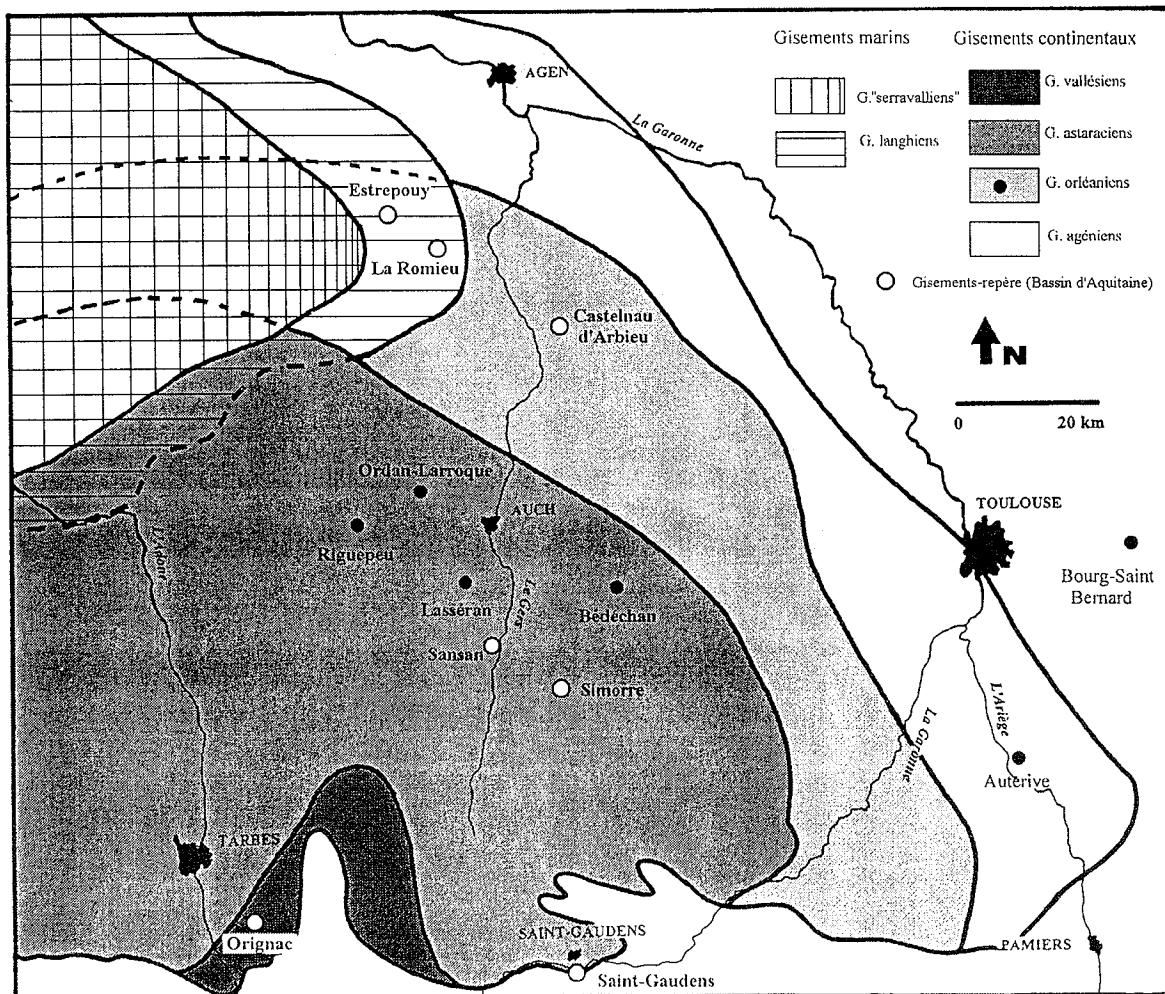 Gisements marins
G."serravalliens"
G. langhiens
Gisements continentaux
G. vallésiens
G. astaraciens
G. orléaniens
G. agéniens
Gisements-repère (Bassin d'Aquitaine)
N
0 20 km
AGEN
La Garonne
Estrepouy
La Romieu
Castelnau
d'Arbieu
Ordan-Larroque
AUCH
Riguepeu
Lasséran
Le Gers
Bédéchan
Sansan
Simorre
L'Adour
TOULOUSE
Bourg-Saint
Bernard
La Garonne
L'Ariège
Auterive
TARBES
Orignac
SAINT-GAUDENS
Saint-Gaudens
PAMIERS